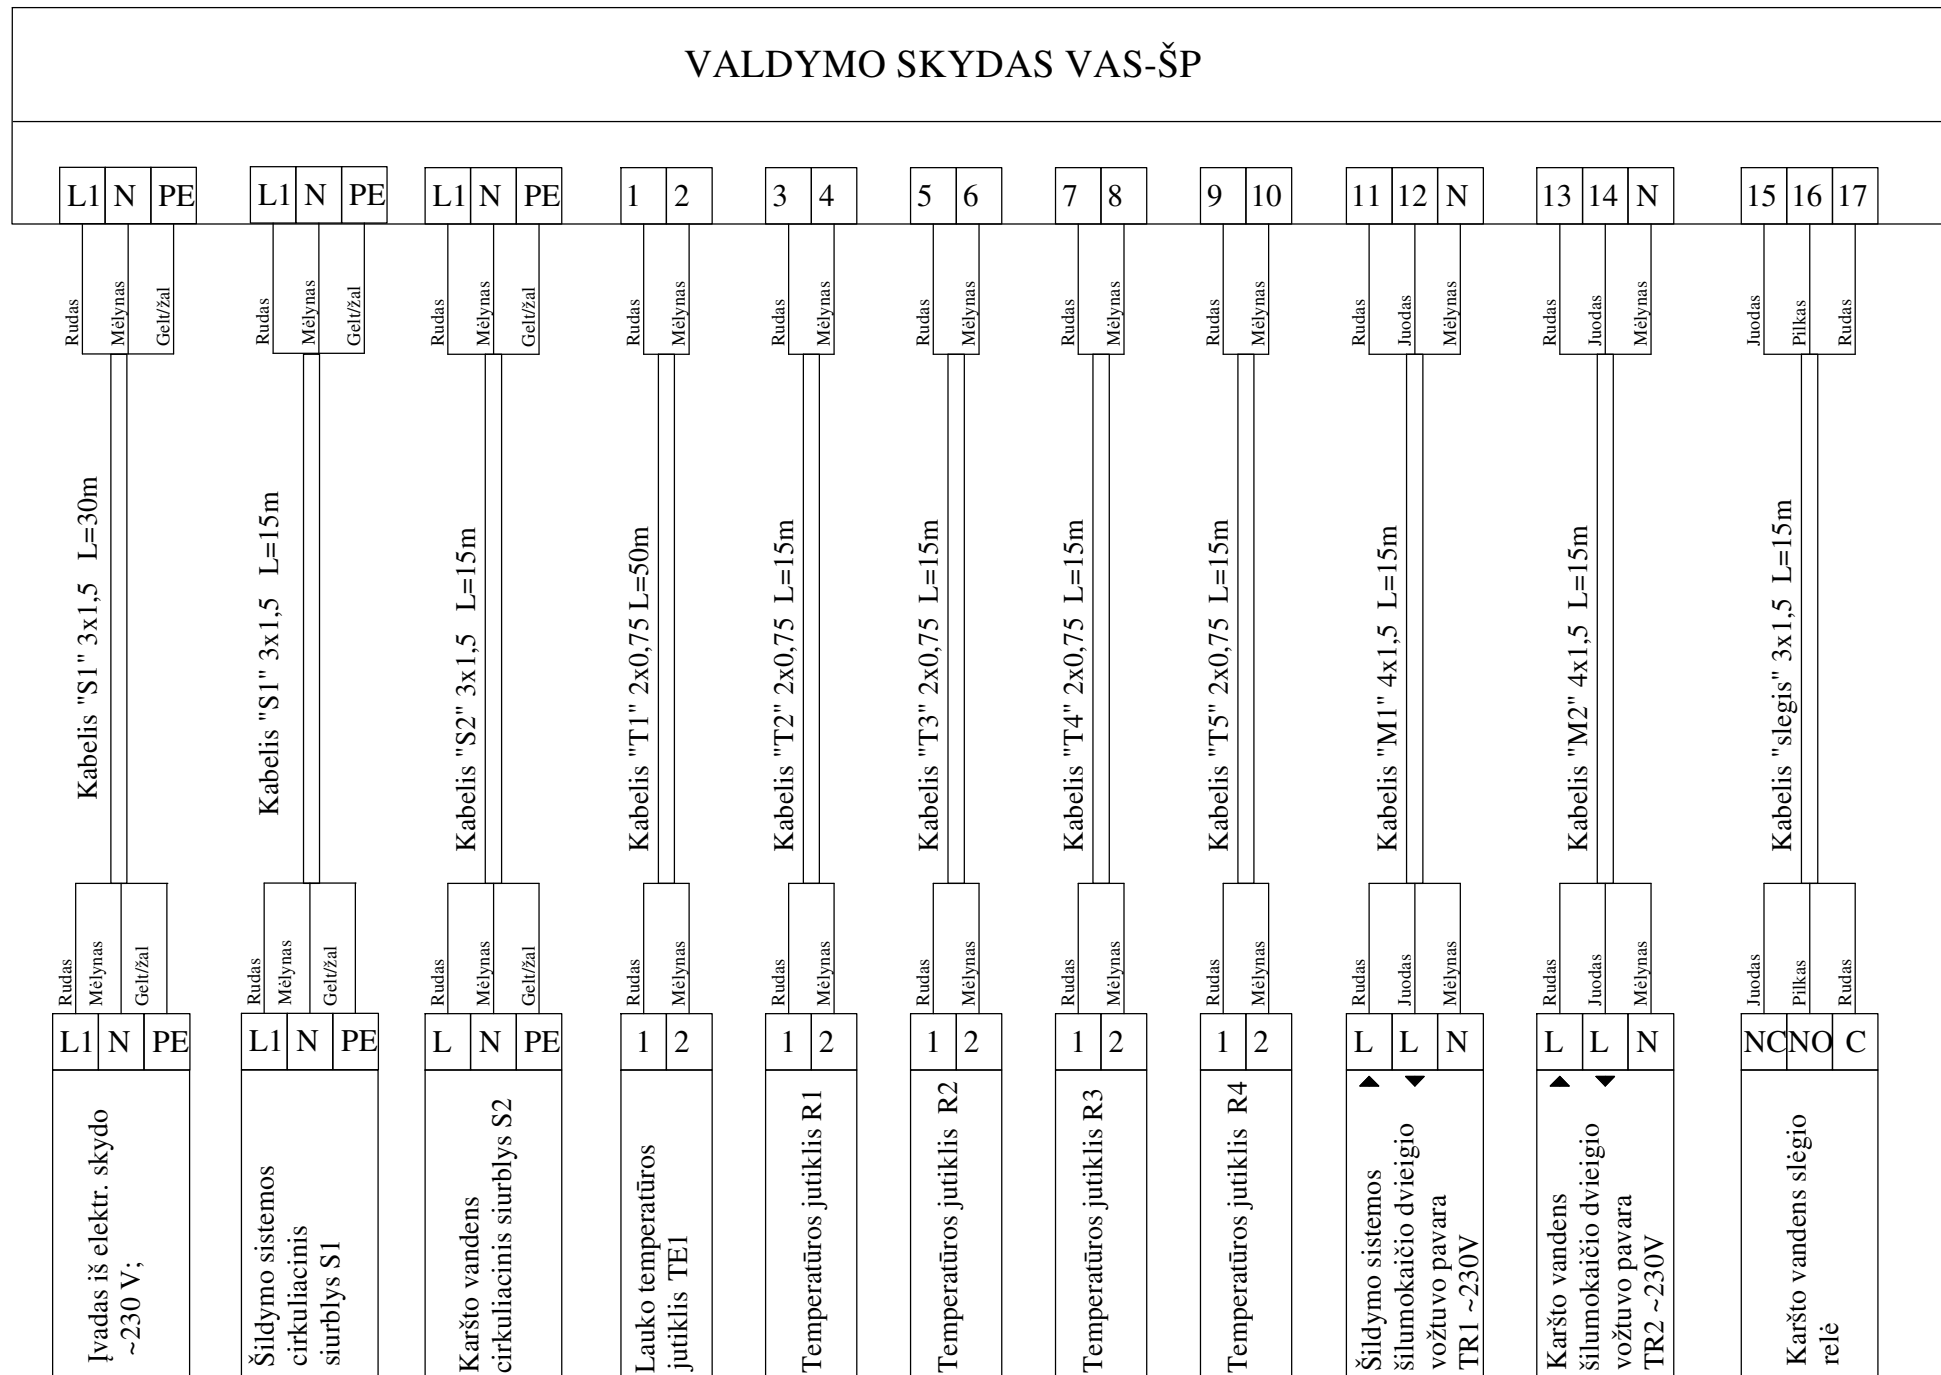 VALDYMO SKYDAS VAS-ŠP
L1 N PE
L1 N PE
L1 N PE
1 2
3 4
5 6
7 8
9 10
11 12 N
13 14 N
15 16 17
Rudas
Mėlynas
Gelt/žal
Rudas
Mėlynas
Gelt/žal
Rudas
Mėlynas
Gelt/žal
Rudas
Mėlynas
Rudas
Mėlynas
Rudas
Mėlynas
Rudas
Mėlynas
Rudas
Mėlynas
Rudas
Juodas
Mėlynas
Rudas
Juodas
Mėlynas
Juodas
Pilkas
Rudas
Kabelis "S1" 3x1,5 L=30m
Kabelis "S1" 3x1,5 L=15m
Kabelis "S2" 3x1,5 L=15m
Kabelis "T1" 2x0,75 L=50m
Kabelis "T2" 2x0,75 L=15m
Kabelis "T3" 2x0,75 L=15m
Kabelis "T4" 2x0,75 L=15m
Kabelis "T5" 2x0,75 L=15m
Kabelis "M1" 4x1,5 L=15m
Kabelis "M2" 4x1,5 L=15m
Kabelis "slegis" 3x1,5 L=15m
Rudas
Mėlynas
Gelt/žal
Rudas
Mėlynas
Gelt/žal
Rudas
Mėlynas
Gelt/žal
Rudas
Mėlynas
Rudas
Mėlynas
Rudas
Mėlynas
Rudas
Mėlynas
Rudas
Mėlynas
Rudas
Juodas
Mėlynas
Rudas
Juodas
Mėlynas
Juodas
Pilkas
Rudas
L1 N PE
L1 N PE
L N PE
1 2
1 2
1 2
1 2
1 2
L L N
L L N
NC NO C
Įvadas iš elektr. skydo
~230 V;
Šildymo sistemos
cirkuliacinis
siurblys S1
Karšto vandens
cirkuliacinis siurblys S2
Lauko temperatūros
jutiklis TE1
Temperatūros jutiklis R1
Temperatūros jutiklis R2
Temperatūros jutiklis R3
Temperatūros jutiklis R4
Šildymo sistemos
šilumokaičio dvieigio
vožtuvo pavara
TR1 ~230V
Karšto vandens
šilumokaičio dvieigio
vožtuvo pavara
TR2 ~230V
Karšto vandens slėgio
relė